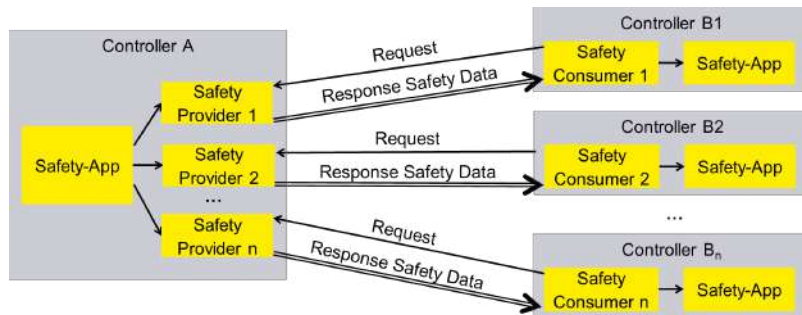 Controller A
Safety-App
Safety
Provider 1
Safety
Provider 2
...
Safety
Provider n
Request
Response Safety Data
Request
Response Safety Data
Request
Response Safety Data
Controller B1
Safety
Consumer 1
Safety-App
Controller B2
Safety
Consumer 2
Safety-App
...
Controller Bn
Safety
Consumer n
Safety-App